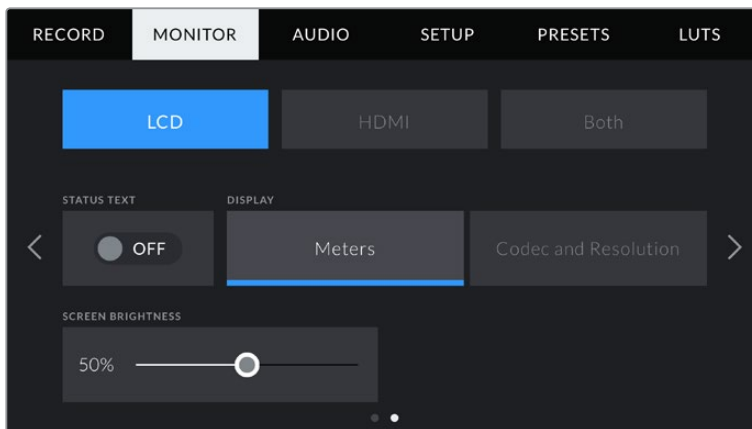 RECORD MONITOR AUDIO SETUP PRESETS LUTS
LCD HDMI Both
STATUS TEXT DISPLAY
OFF Meters Codec and Resolution
SCREEN BRIGHTNESS
50%